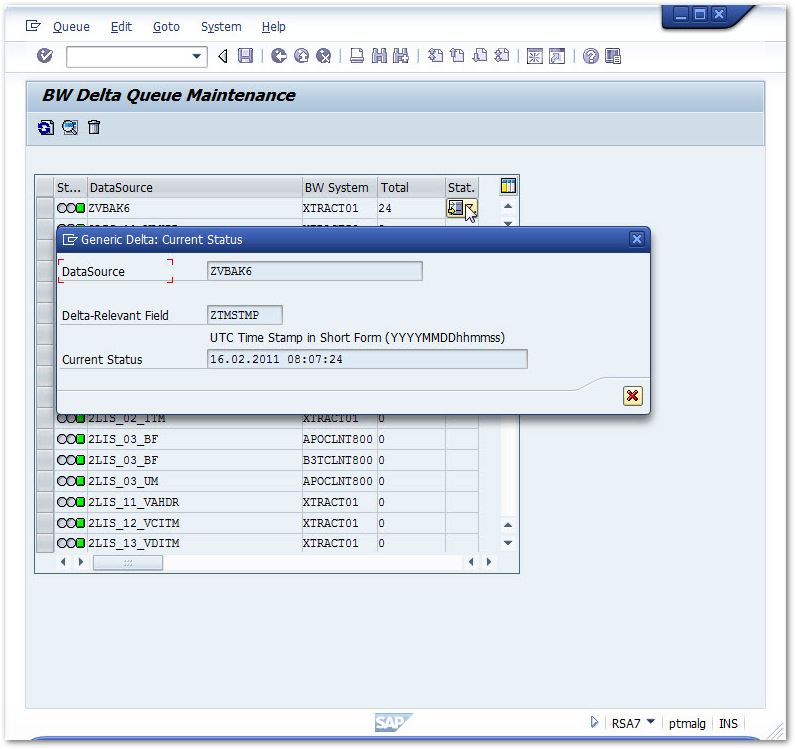 Queue Edit Goto System Help
BW Delta Queue Maintenance
St... DataSource BW System Total Stat.
ZVBAK6 XTRACT01 24
Generic Delta: Current Status
DataSource ZVBAK6
Delta-Relevant Field ZTMSTMP
UTC Time Stamp in Short Form (YYYYMMDDhhmmss)
Current Status 16.02.2011 08:07:24
2LIS_02_ITM XTRACT01 0
2LIS_03_BF APOCLNT800 0
2LIS_03_BF B3TCLNT800 0
2LIS_03_UM APOCLNT800 0
2LIS_11_VAHDR XTRACT01 0
2LIS_12_VCITM XTRACT01 0
2LIS_13_VDITM XTRACT01 0
SAP RSA7 ptmalg INS